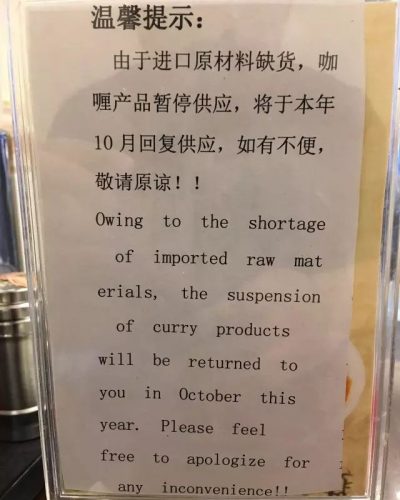 温馨提示：
由于进口原材料缺货，咖
喱产品暂停供应，将于本年
10月回复供应，如有不便，
敬请原谅！！
Owing to the shortage
of imported raw mat
erials, the suspension
of curry products
will be returned to
you in October this
year. Please feel
free to apologize for
any inconvenience!!